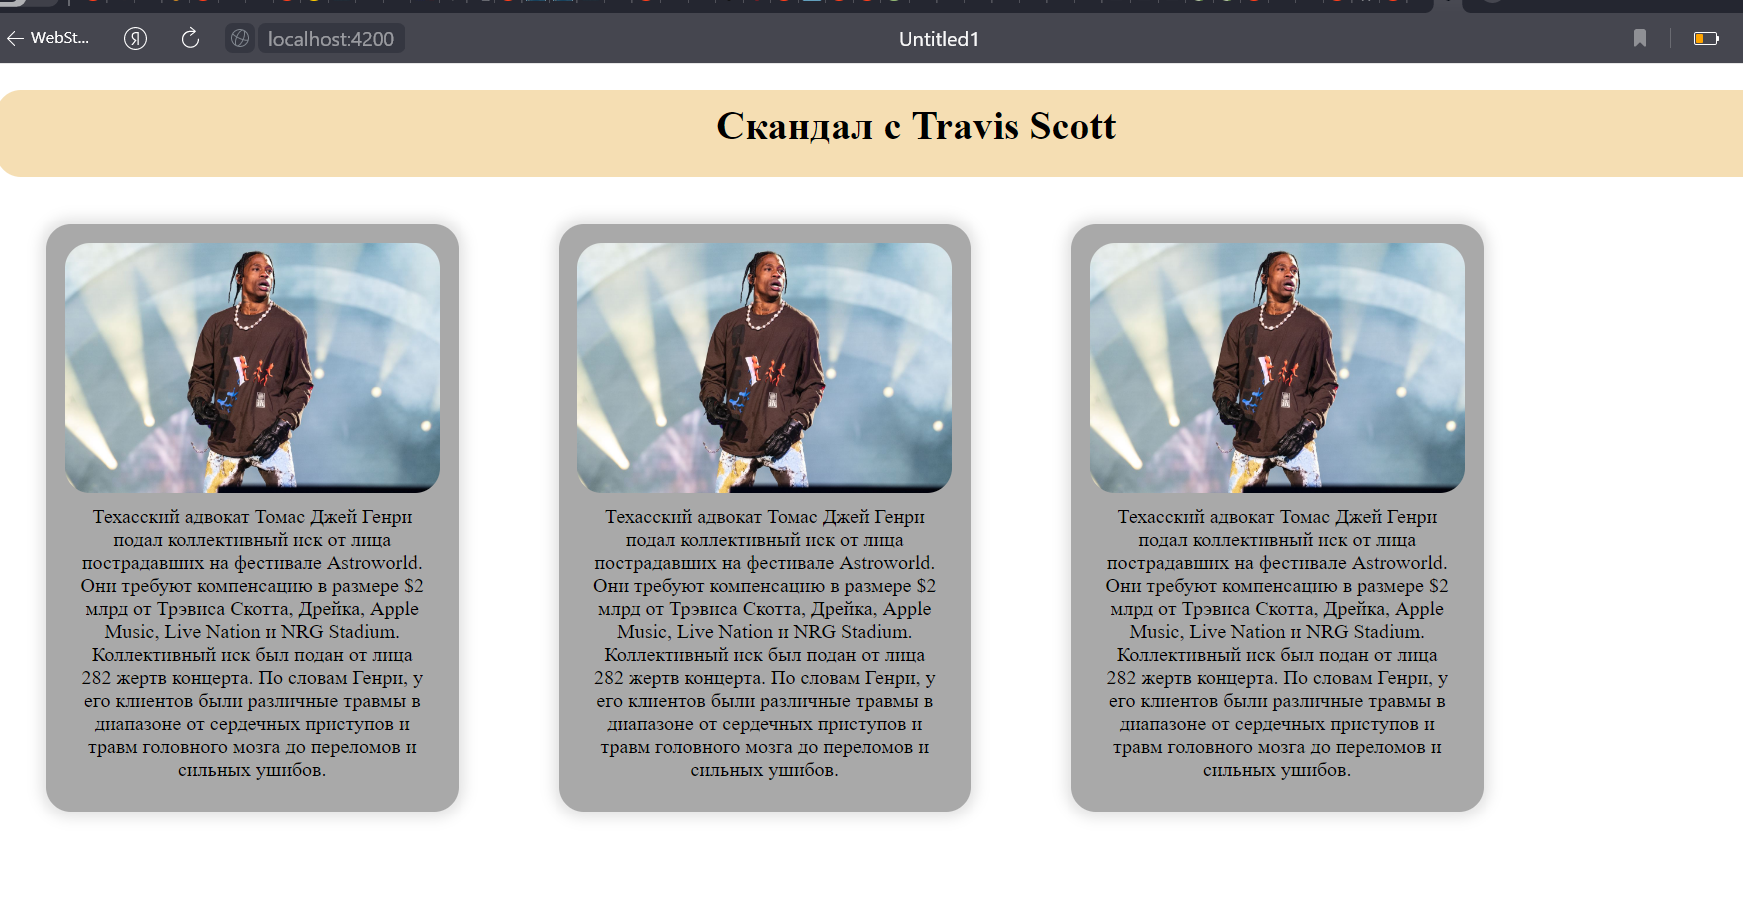 WebSt...
Я
localhost:4200
Untitled1
Скандал с Travis Scott
Техасский адвокат Томас Джей Генри
подал коллективный иск от лица
пострадавших на фестивале Astroworld.
Они требуют компенсацию в размере $2
млрд от Трэвиса Скотта, Дрейка, Apple
Music, Live Nation и NRG Stadium.
Коллективный иск был подан от лица
282 жертв концерта. По словам Генри, у
его клиентов были различные травмы в
диапазоне от сердечных приступов и
травм головного мозга до переломов и
сильных ушибов.
Техасский адвокат Томас Джей Генри
подал коллективный иск от лица
пострадавших на фестивале Astroworld.
Они требуют компенсацию в размере $2
млрд от Трэвиса Скотта, Дрейка, Apple
Music, Live Nation и NRG Stadium.
Коллективный иск был подан от лица
282 жертв концерта. По словам Генри, у
его клиентов были различные травмы в
диапазоне от сердечных приступов и
травм головного мозга до переломов и
сильных ушибов.
Техасский адвокат Томас Джей Генри
подал коллективный иск от лица
пострадавших на фестивале Astroworld.
Они требуют компенсацию в размере $2
млрд от Трэвиса Скотта, Дрейка, Apple
Music, Live Nation и NRG Stadium.
Коллективный иск был подан от лица
282 жертв концерта. По словам Генри, у
его клиентов были различные травмы в
диапазоне от сердечных приступов и
травм головного мозга до переломов и
сильных ушибов.